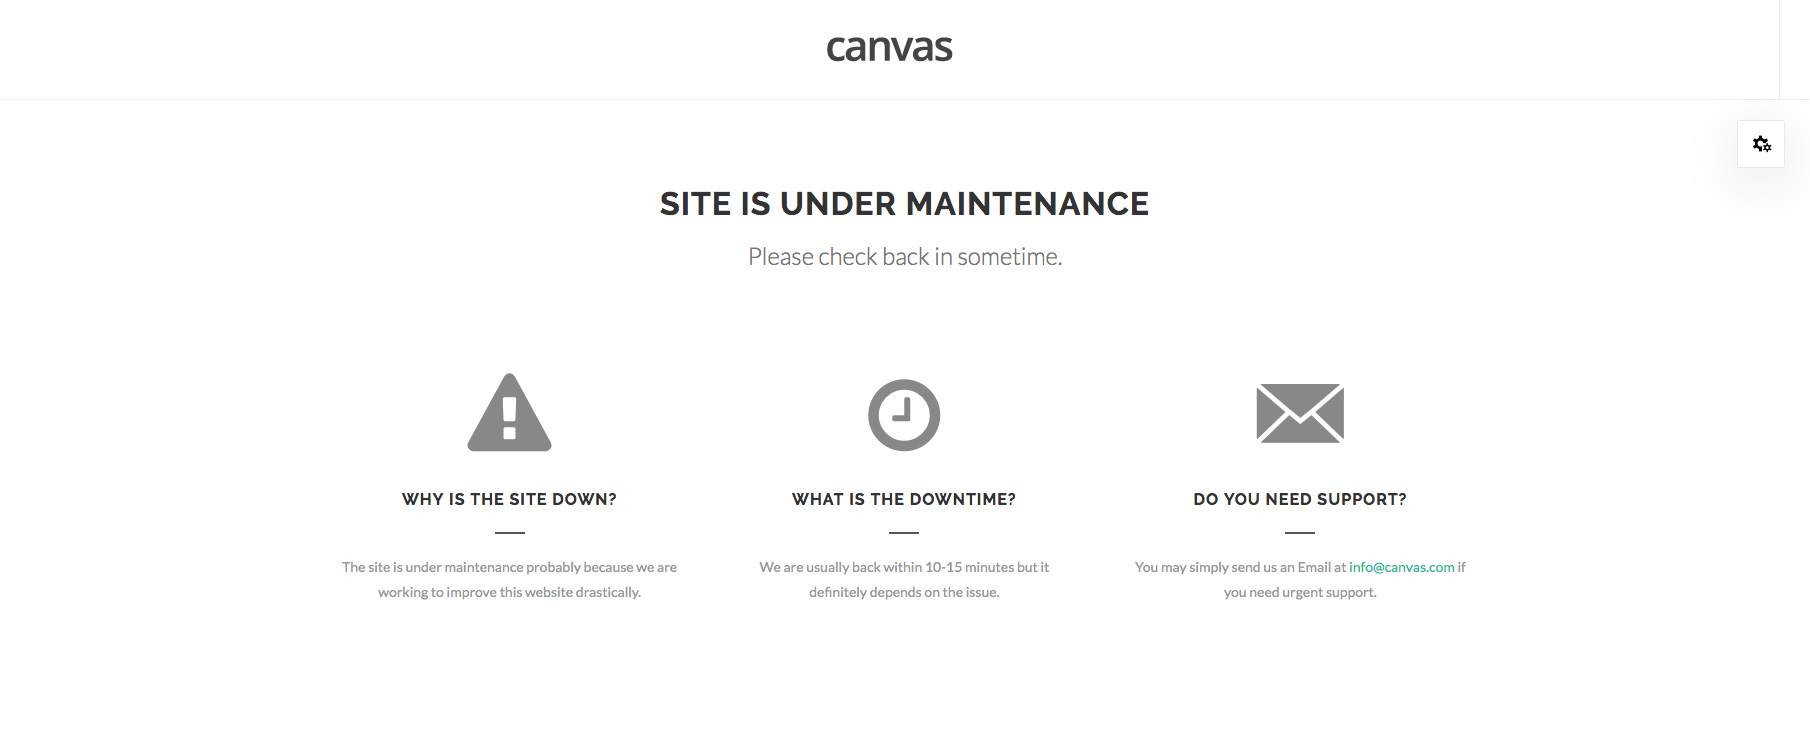 canvas
SITE IS UNDER MAINTENANCE
Please check back in sometime.
WHY IS THE SITE DOWN?
The site is under maintenance probably because we are
working to improve this website drastically.
WHAT IS THE DOWNTIME?
We are usually back within 10-15 minutes but it
definitely depends on the issue.
DO YOU NEED SUPPORT?
You may simply send us an Email at info@canvas.com if
you need urgent support.